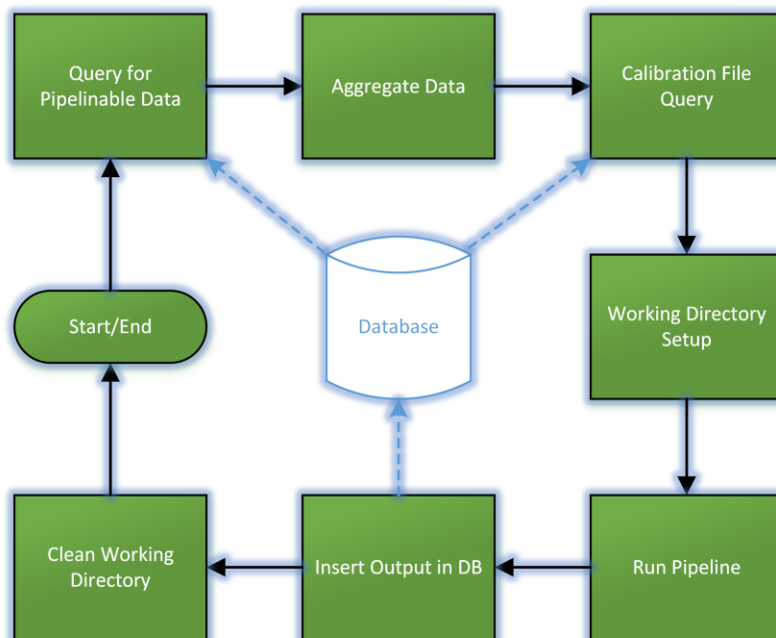 Query for
Pipelinable Data
Aggregate Data
Calibration File
Query
Start/End
Database
Working Directory
Setup
Clean Working
Directory
Insert Output in DB
Run Pipeline